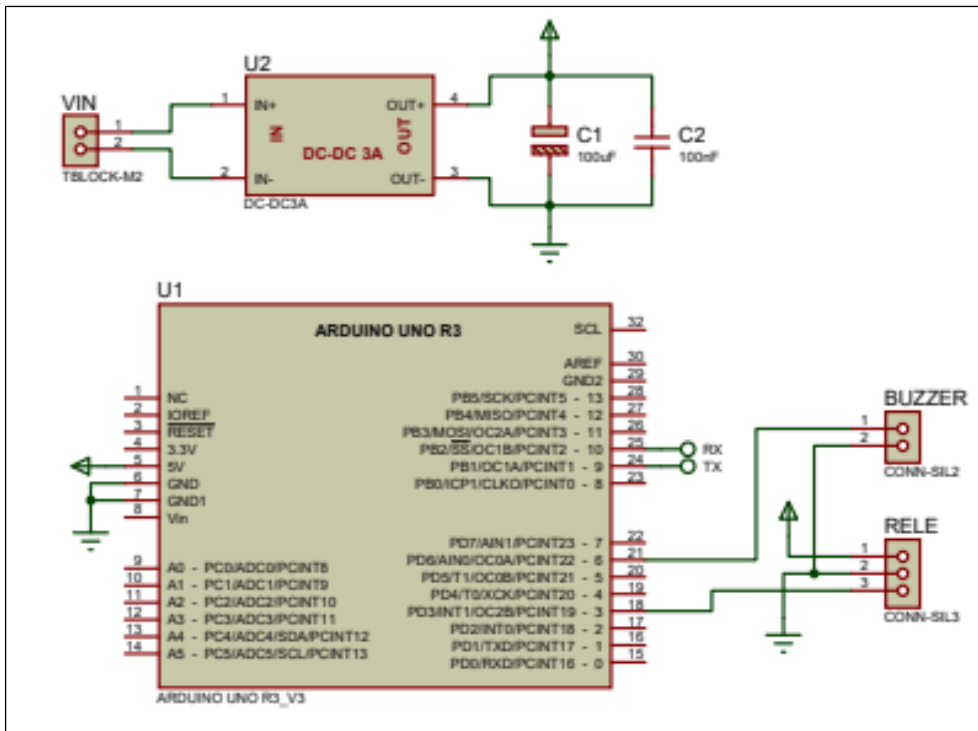 U2
VIN
1
2
TBLOCK-M2
1
2
IN+
IN-
IN
DC-DC 3A
OUT
OUT+
OUT-
4
3
DC-DC3A
C1
100uF
C2
100nF
U1
ARDUINO UNO R3
1 NC
2 IOREF
3 RESET
4 3.3V
5 5V
6 GND
7 GND1
8 Vin
9 A0 - PC0/ADC0/PCINT8
10 A1 - PC1/ADC1/PCINT9
11 A2 - PC2/ADC2/PCINT10
12 A3 - PC3/ADC3/PCINT11
13 A4 - PC4/ADC4/SDA/PCINT12
14 A5 - PC5/ADC5/SCL/PCINT13
SCL 32
AREF 30
GND2 29
PB5/SCK/PCINT5 - 13 28
PB4/MISO/PCINT4 - 12 27
PB3/MOSI/OC2A/PCINT3 - 11 26
PB2/SS/OC1B/PCINT2 - 10 25
PB1/OC1A/PCINT1 - 9 24
PB0/ICP1/CLKO/PCINT0 - 8 23
PD7/AIN1/PCINT23 - 7 22
PD6/AIN0/OC0A/PCINT22 - 6 21
PD5/T1/OC0B/PCINT21 - 5 20
PD4/T0/XCK/PCINT20 - 4 19
PD3/INT1/OC2B/PCINT19 - 3 18
PD2/INT0/PCINT18 - 2 17
PD1/TXD/PCINT17 - 1 16
PD0/RXD/PCINT16 - 0 15
ARDUINO UNO R3_V3
RX
TX
BUZZER
1
2
CONN-SIL2
RELE
1
2
3
CONN-SIL3